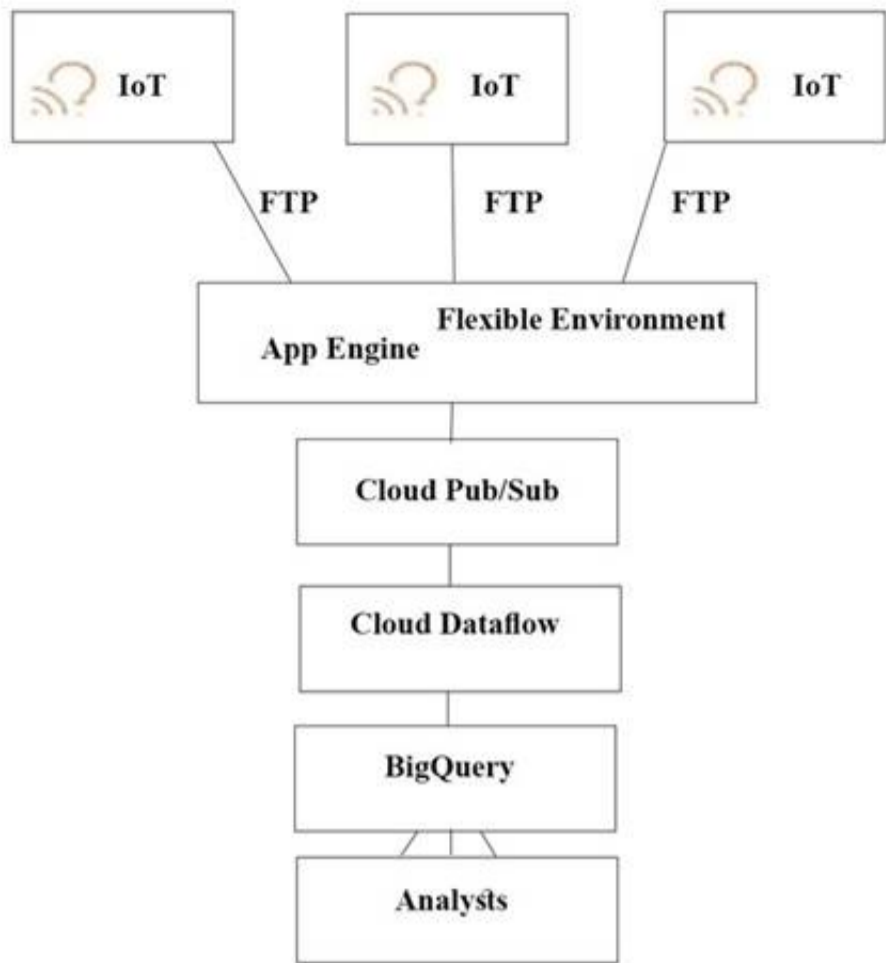 IoT
IoT
IoT
FTP
FTP
FTP
Flexible Environment
App Engine
Cloud Pub/Sub
Cloud Dataflow
BigQuery
Analysts